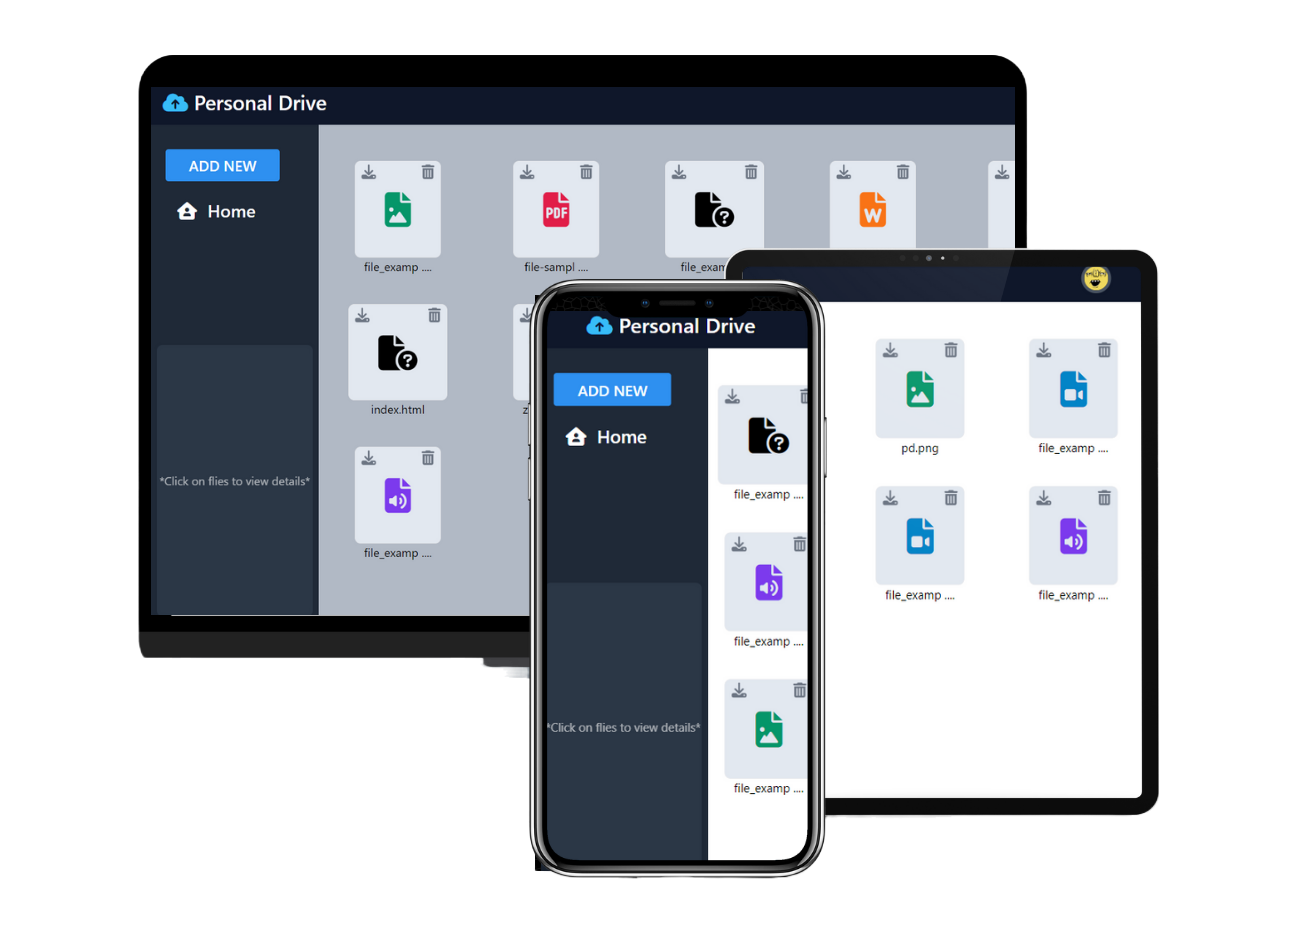 Personal Drive
ADD NEW
Home
*Click on flies to view details*
PDF
W
file_examp ....
file-sampl ....
file_exam
index.html
z
file_examp ....
Personal Drive
ADD NEW
Home
*Click on flies to view details*
file_examp ....
file_examp ....
file_examp ....
pd.png
file_examp ....
file_examp ....
file_examp ....